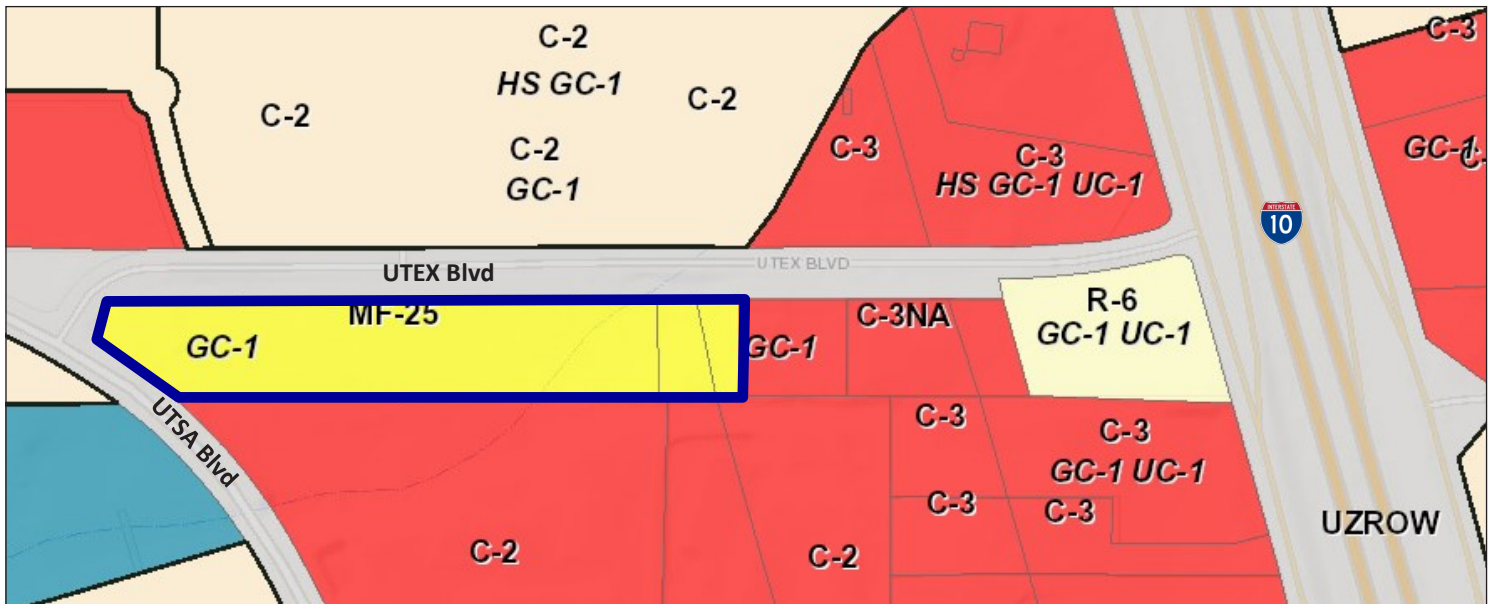 C-2
HS GC-1
C-2
C-2
C-2
GC-1
C-3
C-3
HS GC-1 UC-1
C-3
GC-1
INTERSTATE
10
UTEX Blvd
UTEX BLVD
MF-25
GC-1
GC-1
C-3NA
R-6
GC-1 UC-1
UTSA Blvd
C-3
C-3
GC-1 UC-1
C-3
C-3
C-2
C-2
UZROW